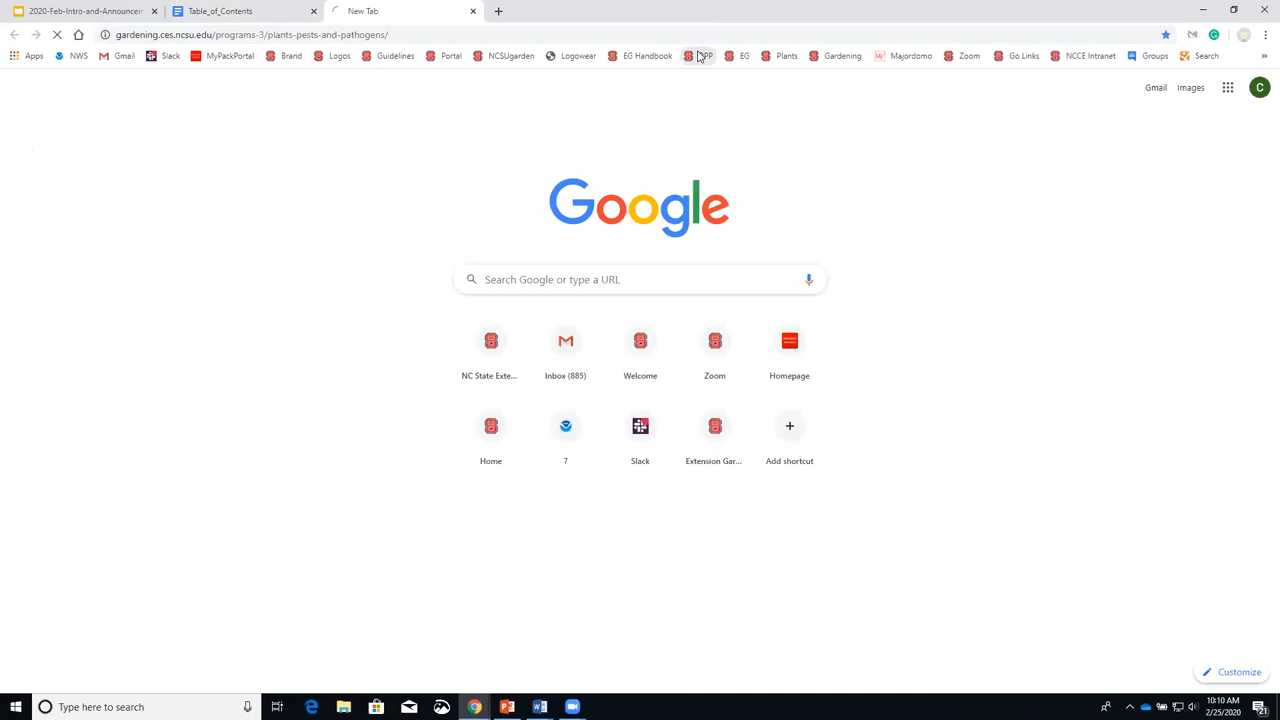 2020-Feb-Intro-and-Announcem
Table_of_Contents
New Tab
gardening.ces.ncsu.edu/programs-3/plants-pests-and-pathogens/
Apps NWS Gmail Slack MyPackPortal Brand Logos Guidelines Portal NCSUgarden Logowear EG Handbook EG Plants Gardening Majordomo Zoom Go Links NCCE Intranet Groups Search »
Gmail Images C
Google
Search Google or type a URL
NC State Exte... Inbox (885) Welcome Zoom Homepage
Home 7 Slack Extension Gar... Add shortcut
Customize
Type here to search
10:10 AM
2/25/2020
21